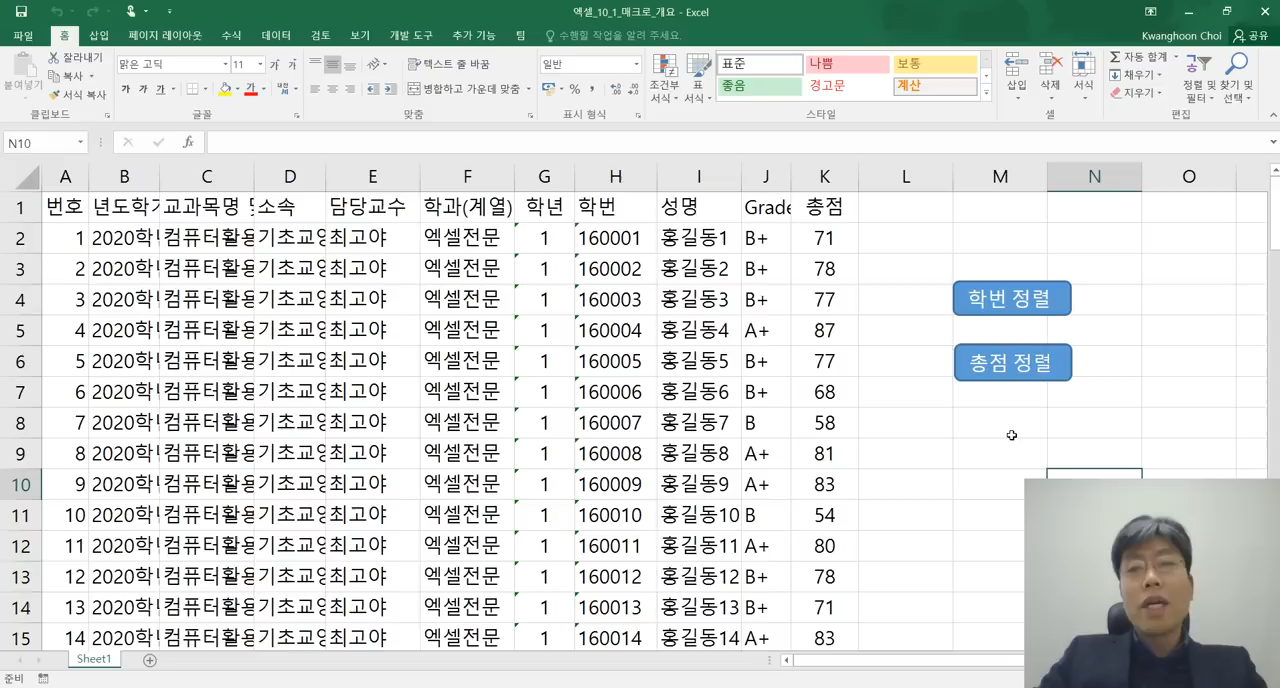 엑셀_10_1_매크로_개요 - Excel
파일 홈 삽입 페이지 레이아웃 수식 데이터 검토 보기 개발 도구 추가 기능 팀 수행할 작업을 알려 주세요. Kwanghoon Choi 공유
붙여넣기 잘라내기 복사 서식 복사 클립보드
맑은 고딕 11 가 가 가 가 가 글꼴
텍스트 줄 바꿈 병합하고 가운데 맞춤 맞춤
일반 % , 표시 형식
조건부 서식 표 서식 표준 나쁨 보통 좋음 경고문 계산 스타일
삽입 삭제 서식 셀
자동 합계 채우기 지우기 정렬 및 필터 찾기 및 선택 편집
N10 fx
A B C D E F G H I J K L M N O
1 번호 교과목명 소속 담당교수 학과(계열) 학년 학번 성명 Grade 총점
2 1 2020학 컴퓨터활용 기초교양 최고야 엑셀전문 1 160001 홍길동1 B+ 71
3 2 2020학 컴퓨터활용 기초교양 최고야 엑셀전문 1 160002 홍길동2 B+ 78
4 3 2020학 컴퓨터활용 기초교양 최고야 엑셀전문 1 160003 홍길동3 B+ 77 학번 정렬
5 4 2020학 컴퓨터활용 기초교양 최고야 엑셀전문 1 160004 홍길동4 A+ 87
6 5 2020학 컴퓨터활용 기초교양 최고야 엑셀전문 1 160005 홍길동5 B+ 77 총점 정렬
7 6 2020학 컴퓨터활용 기초교양 최고야 엑셀전문 1 160006 홍길동6 B+ 68
8 7 2020학 컴퓨터활용 기초교양 최고야 엑셀전문 1 160007 홍길동7 B 58
9 8 2020학 컴퓨터활용 기초교양 최고야 엑셀전문 1 160008 홍길동8 A+ 81
10 9 2020학 컴퓨터활용 기초교양 최고야 엑셀전문 1 160009 홍길동9 A+ 83
11 10 2020학 컴퓨터활용 기초교양 최고야 엑셀전문 1 160010 홍길동10 B 54
12 11 2020학 컴퓨터활용 기초교양 최고야 엑셀전문 1 160011 홍길동11 A+ 80
13 12 2020학 컴퓨터활용 기초교양 최고야 엑셀전문 1 160012 홍길동12 B+ 78
14 13 2020학 컴퓨터활용 기초교양 최고야 엑셀전문 1 160013 홍길동13 B+ 71
15 14 2020학 컴퓨터활용 기초교양 최고야 엑셀전문 1 160014 홍길동14 A+ 83
Sheet1
준비